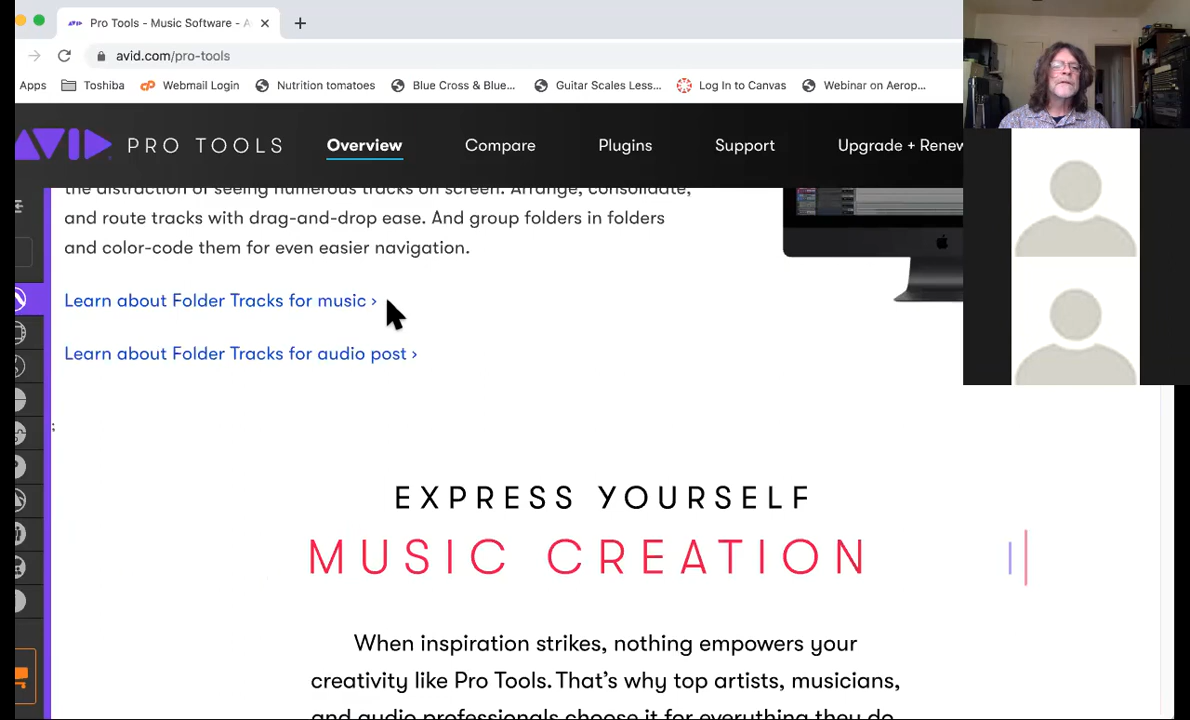 Pro Tools - Music Software - A
avid.com/pro-tools
Apps Toshiba Webmail Login Nutrition tomatoes Blue Cross & Blue... Guitar Scales Less... Log In to Canvas Webinar on Aerop...
AVID PRO TOOLS Overview Compare Plugins Support Upgrade + Renew
the distraction of seeing numerous tracks on screen. Arrange, consolidate,
and route tracks with drag-and-drop ease. And group folders in folders
and color-code them for even easier navigation.
Learn about Folder Tracks for music ›
Learn about Folder Tracks for audio post ›
;
EXPRESS YOURSELF
MUSIC CREATION
When inspiration strikes, nothing empowers your
creativity like Pro Tools. That's why top artists, musicians,
and audio professionals choose it for everything they do